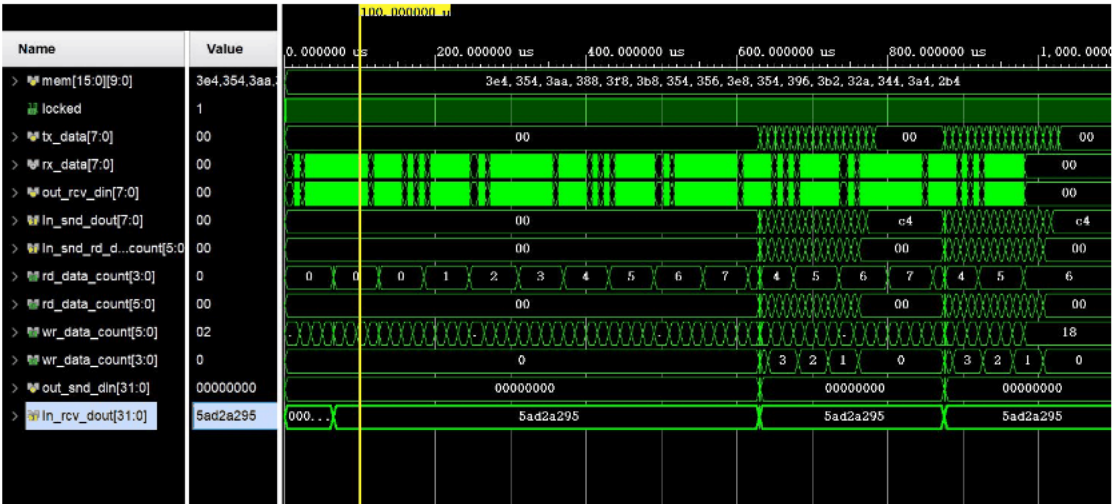 100.000000 u
Name Value 0.000000 us 200.000000 us 400.000000 us 600.000000 us 800.000000 us 1,000.0000
mem[15:0][9:0] 3e4,354,3aa, 3e4,354,3aa,388,3f8,3b8,354,356,3e8,354,396,3b2,32a,344,3a4,2b4
locked 1
tx_data[7:0] 00 00 00 00
rx_data[7:0] 00 00
out_rcv_din[7:0] 00 00
In_snd_dout[7:0] 00 00 c4 c4
In_snd_rd_d...count[5:0 00 00 00 00
rd_data_count[3:0] 0 0 0 0 1 2 3 4 5 6 7 4 5 6 7 4 5 6
rd_data_count[5:0] 00 00 00 00
wr_data_count[5:0] 02 18
wr_data_count[3:0] 0 0 3 2 1 0 3 2 1 0
out_snd_din[31:0] 00000000 00000000 00000000 00000000
In_rcv_dout[31:0] 5ad2a295 000... 5ad2a295 5ad2a295 5ad2a295